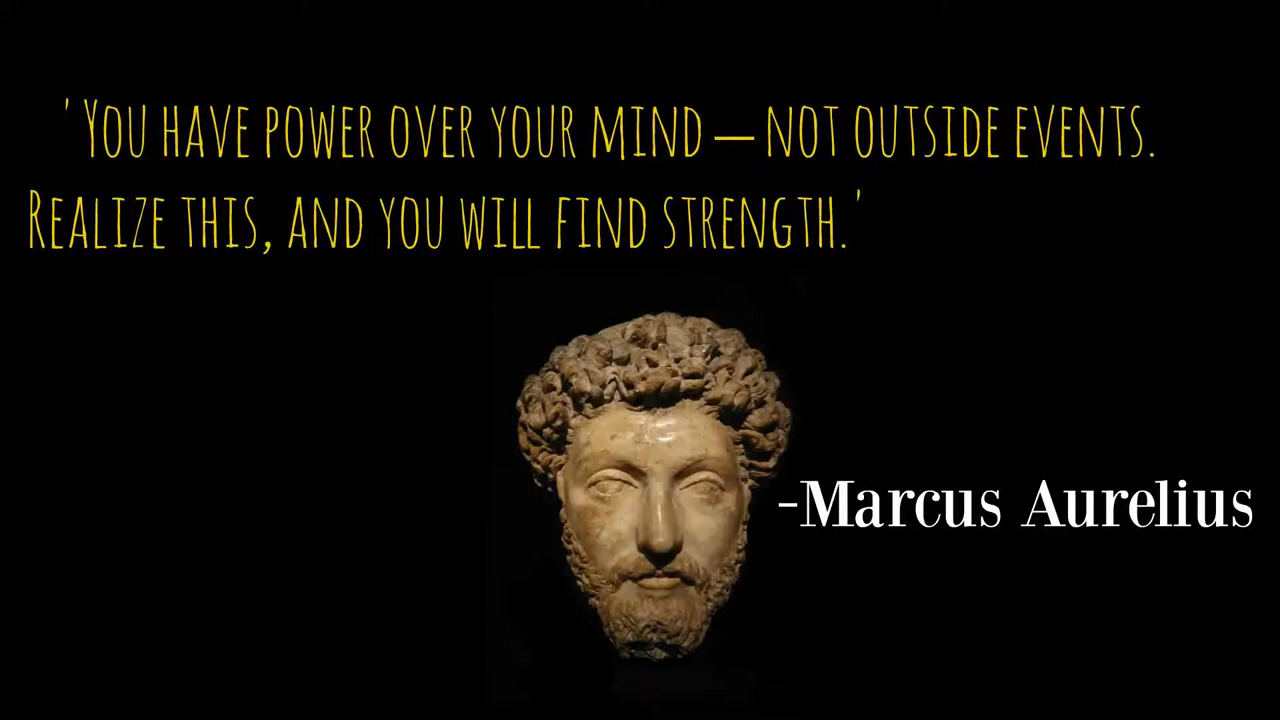 'You have power over your mind — not outside events.
Realize this, and you will find strength.'
-Marcus Aurelius